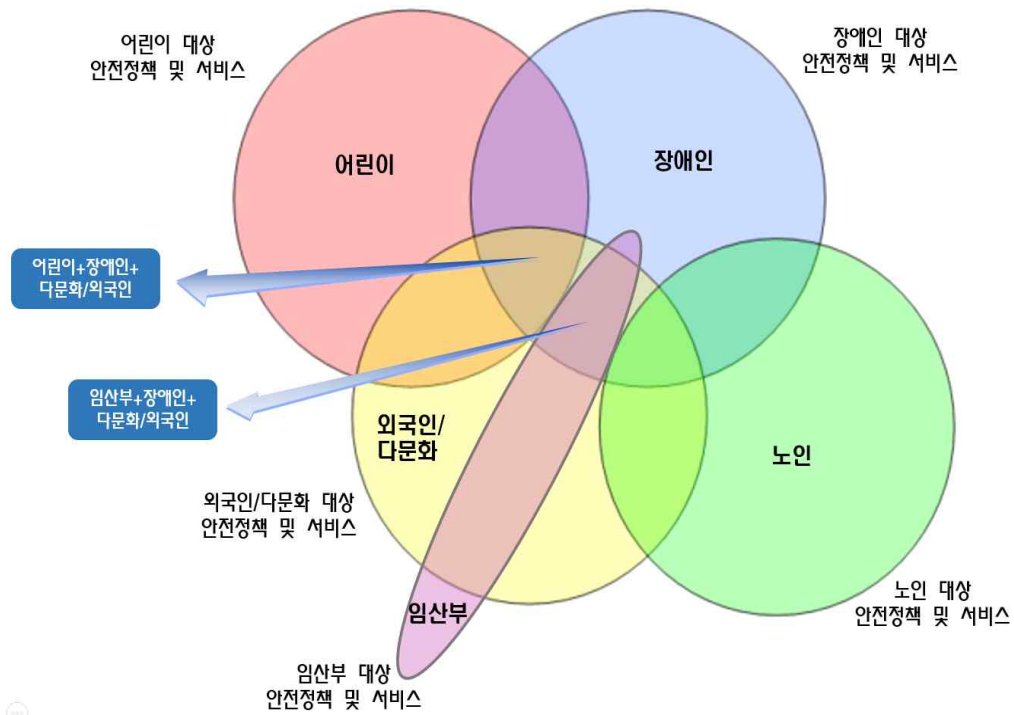 어린이 대상
안전정책 및 서비스
장애인 대상
안전정책 및 서비스
어린이
장애인
어린이+장애인+
다문화/외국인
임산부+장애인+
다문화/외국인
외국인/
다문화
노인
외국인/다문화 대상
안전정책 및 서비스
노인 대상
안전정책 및 서비스
임산부
임산부 대상
안전정책 및 서비스